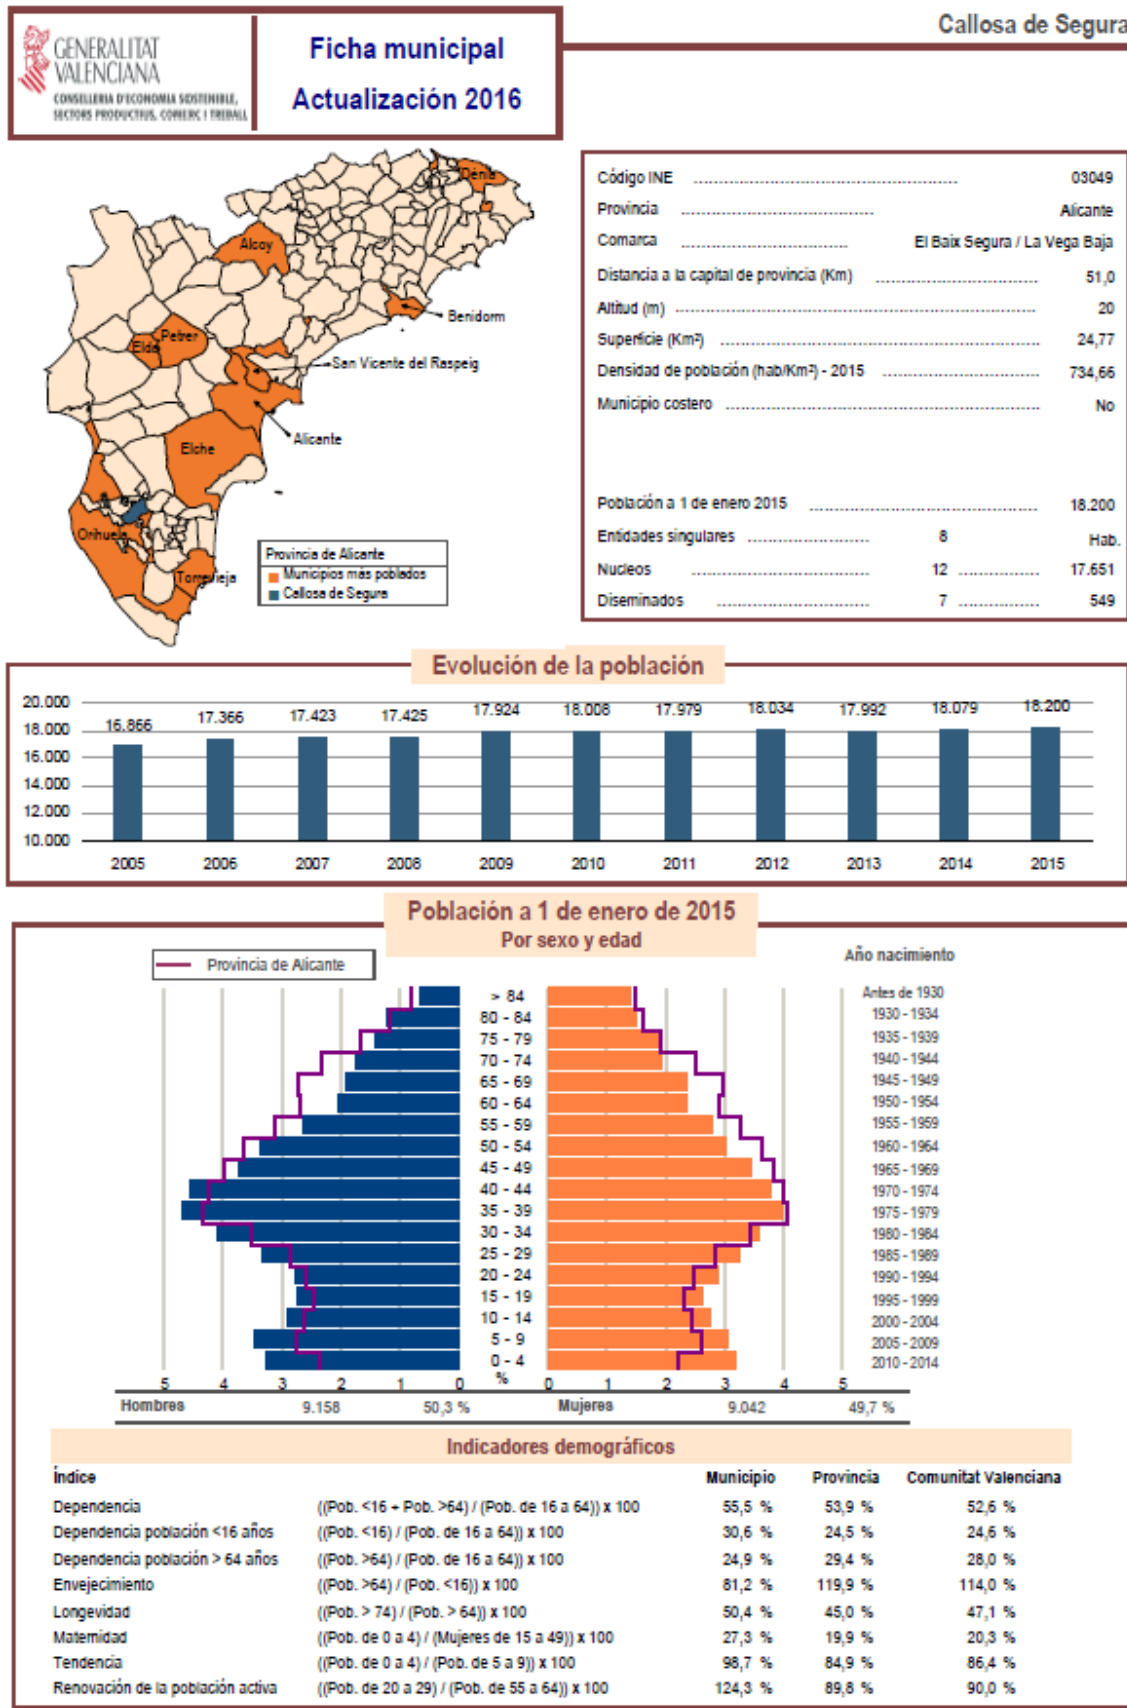 Callosa de Segura
GENERALITAT
VALENCIANA
CONSELLERIA D'ECONOMIA SOSTENIBLE,
SECTORS PRODUCTIUS, COMERÇ I TREBALL
Ficha municipal
Actualización 2016
Dénia
Alcoy
Benidorm
Petrer
Elda
San Vicente del Raspeig
Alicante
Elche
Orihuela
Torrevieja
Provincia de Alicante
Municipios más poblados
Callosa de Segura
Código INE 03049
Provincia Alicante
Comarca El Baix Segura / La Vega Baja
Distancia a la capital de provincia (Km) 51,0
Altitud (m) 20
Superficie (Km²) 24,77
Densidad de población (hab/Km²) - 2015 734,66
Municipio costero No
Población a 1 de enero 2015 18.200
Entidades singulares 8 Hab.
Nucleos 12 17.651
Diseminados 7 549
Evolución de la población
20.000
18.000
16.000
14.000
12.000
10.000
16.866 17.366 17.423 17.425 17.924 18.008 17.979 18.034 17.992 18.079 18.200
2005 2006 2007 2008 2009 2010 2011 2012 2013 2014 2015
Población a 1 de enero de 2015
Por sexo y edad
Provincia de Alicante
Año nacimiento
> 84 Antes de 1930
80 - 84 1930 - 1934
75 - 79 1935 - 1939
70 - 74 1940 - 1944
65 - 69 1945 - 1949
60 - 64 1950 - 1954
55 - 59 1955 - 1959
50 - 54 1960 - 1964
45 - 49 1965 - 1969
40 - 44 1970 - 1974
35 - 39 1975 - 1979
30 - 34 1980 - 1984
25 - 29 1985 - 1989
20 - 24 1990 - 1994
15 - 19 1995 - 1999
10 - 14 2000 - 2004
5 - 9 2005 - 2009
0 - 4 2010 - 2014
5 4 3 2 1 0 % 0 1 2 3 4 5
Hombres 9.158 50,3 % Mujeres 9.042 49,7 %
Indicadores demográficos
Índice Municipio Provincia Comunitat Valenciana
Dependencia ((Pob. <16 + Pob. >64) / (Pob. de 16 a 64)) x 100 55,5 % 53,9 % 52,6 %
Dependencia población <16 años ((Pob. <16) / (Pob. de 16 a 64)) x 100 30,6 % 24,5 % 24,6 %
Dependencia población > 64 años ((Pob. >64) / (Pob. de 16 a 64)) x 100 24,9 % 29,4 % 28,0 %
Envejecimiento ((Pob. >64) / (Pob. <16)) x 100 81,2 % 119,9 % 114,0 %
Longevidad ((Pob. > 74) / (Pob. > 64)) x 100 50,4 % 45,0 % 47,1 %
Maternidad ((Pob. de 0 a 4) / (Mujeres de 15 a 49)) x 100 27,3 % 19,9 % 20,3 %
Tendencia ((Pob. de 0 a 4) / (Pob. de 5 a 9)) x 100 98,7 % 84,9 % 86,4 %
Renovación de la población activa ((Pob. de 20 a 29) / (Pob. de 55 a 64)) x 100 124,3 % 89,8 % 90,0 %